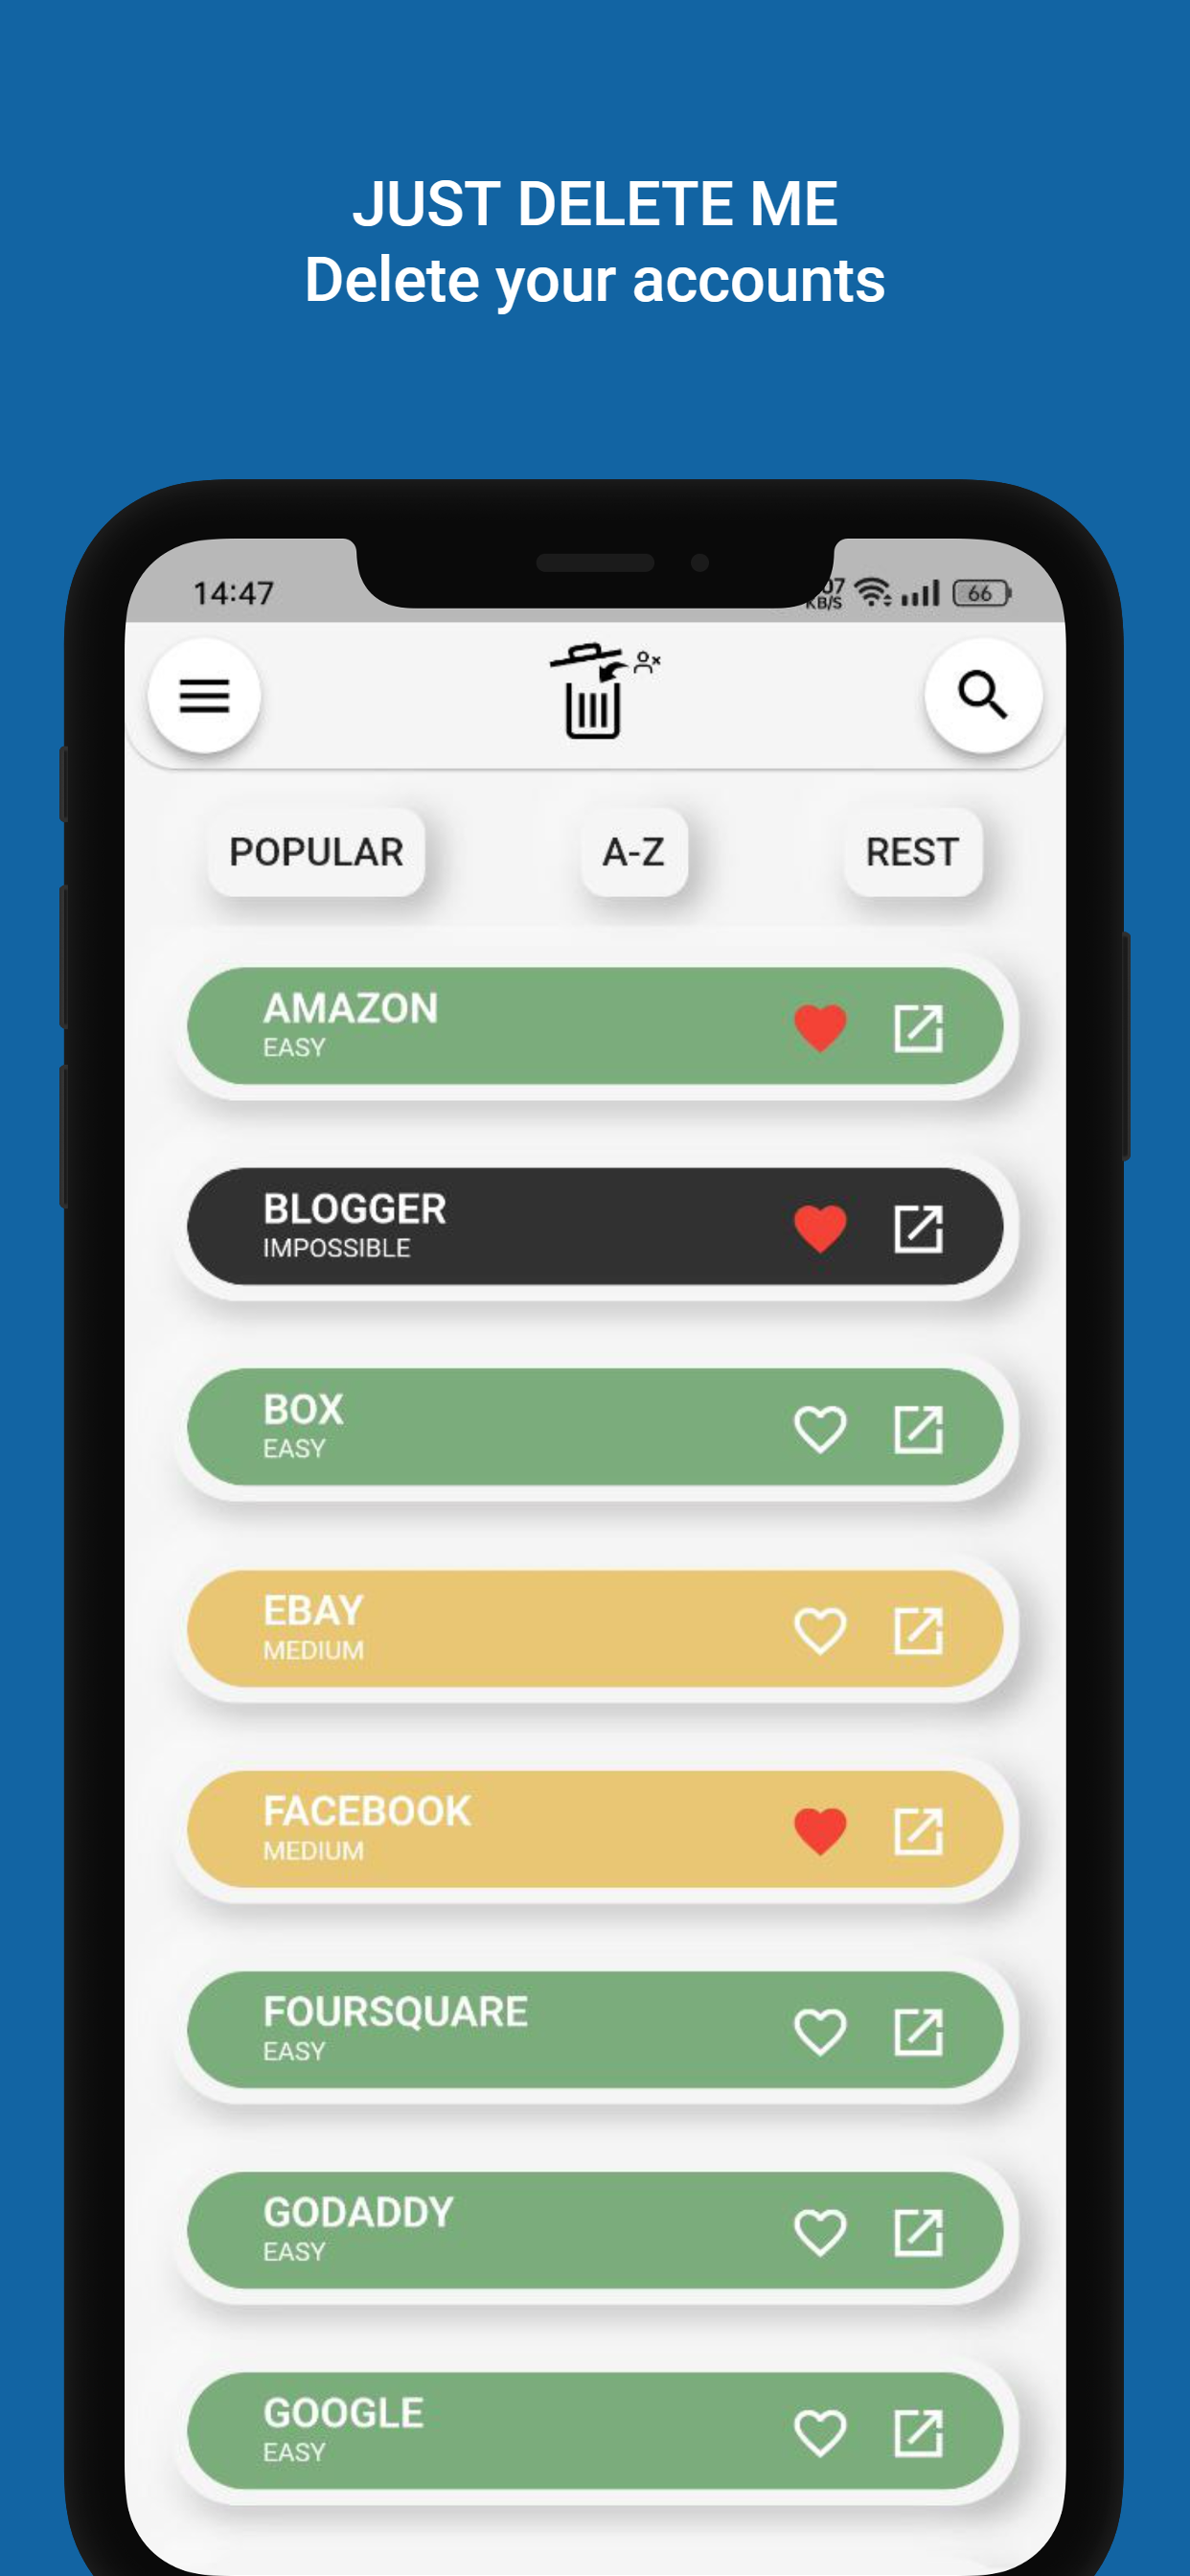 JUST DELETE ME
Delete your accounts
14:47
KB/S
66
POPULAR
A-Z
REST
AMAZON
EASY
BLOGGER
IMPOSSIBLE
BOX
EASY
EBAY
MEDIUM
FACEBOOK
MEDIUM
FOURSQUARE
EASY
GODADDY
EASY
GOOGLE
EASY